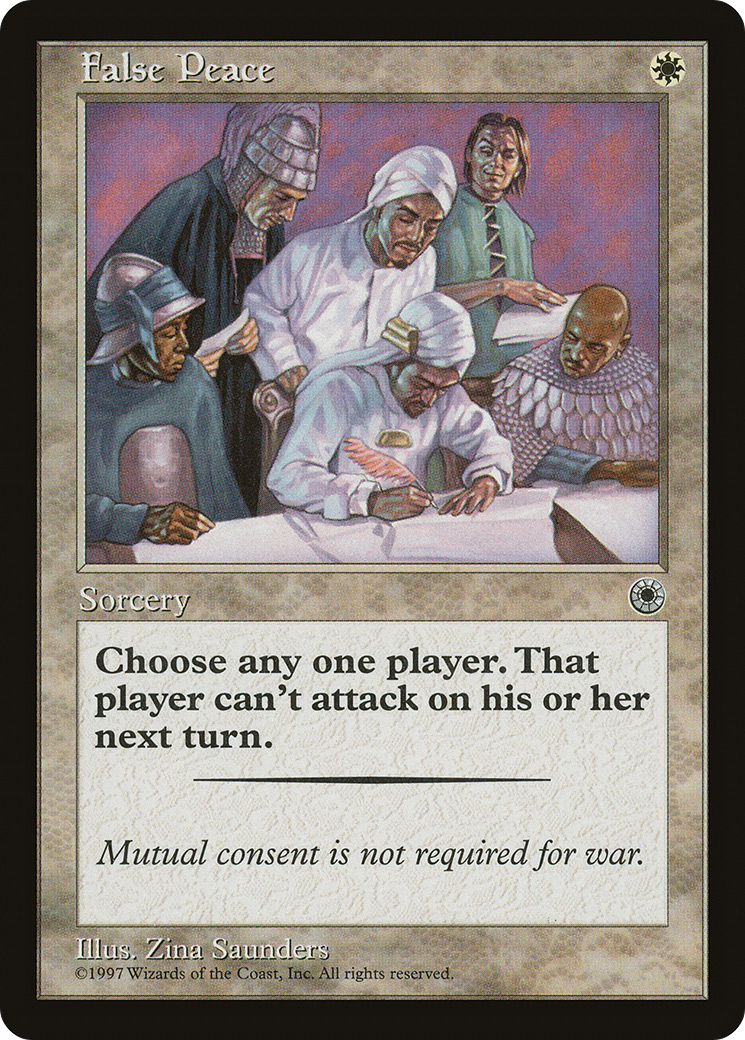 False Peace
Sorcery
Choose any one player. That
player can't attack on his or her
next turn.
Mutual consent is not required for war.
Illus. Zina Saunders
©1997 Wizards of the Coast, Inc. All rights reserved.